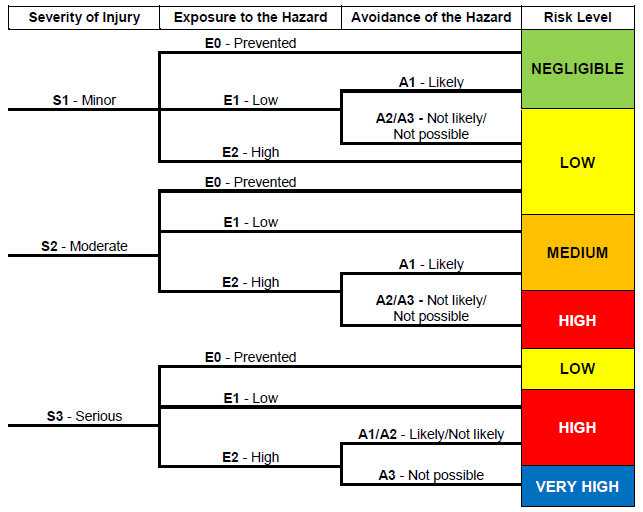 Severity of Injury
Exposure to the Hazard
Avoidance of the Hazard
Risk Level
E0 - Prevented
NEGLIGIBLE
A1 - Likely
S1 - Minor
E1 - Low
A2/A3 - Not likely/
Not possible
E2 - High
LOW
E0 - Prevented
E1 - Low
S2 - Moderate
MEDIUM
A1 - Likely
E2 - High
A2/A3 - Not likely/
Not possible
HIGH
E0 - Prevented
LOW
E1 - Low
S3 - Serious
HIGH
A1/A2 - Likely/Not likely
E2 - High
A3 - Not possible
VERY HIGH